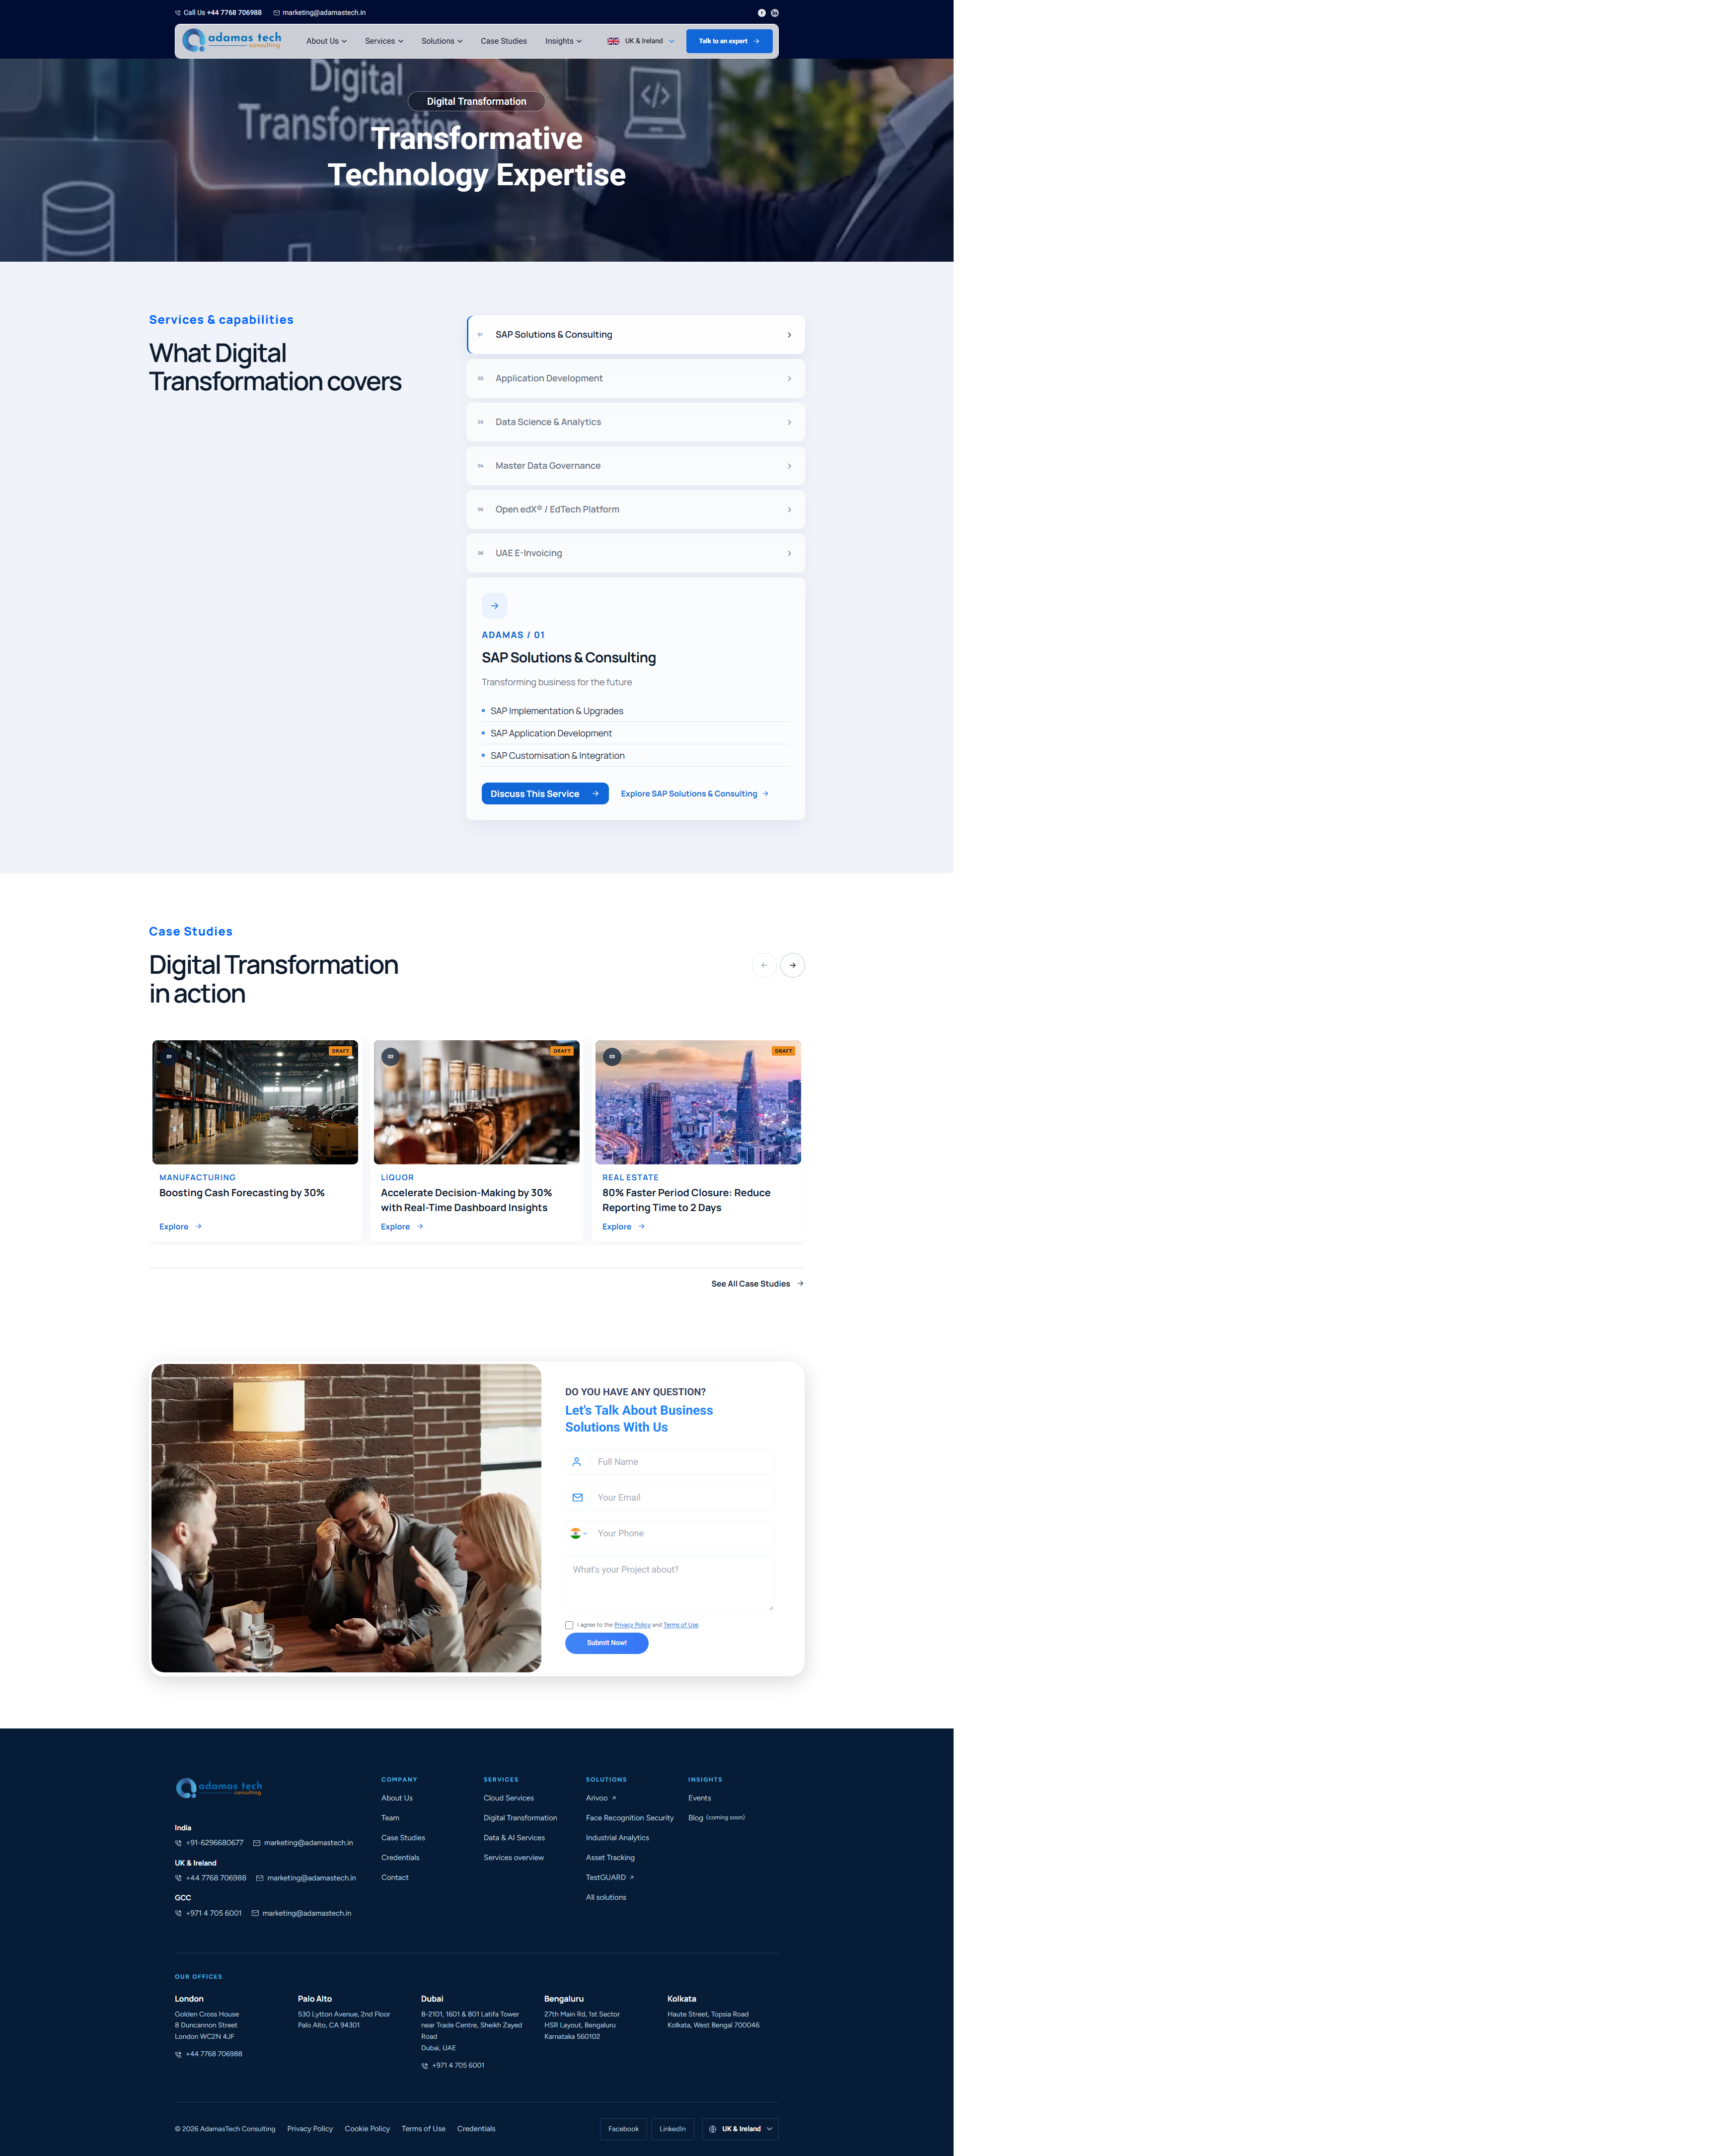 Call Us +44 7768 706988
marketing@adamastech.in
adamas tech
consulting
About Us
Services
Solutions
Case Studies
Insights
UK & Ireland
Talk to an expert
Digital
Transformation
Digital Transformation
Transformative
Technology Expertise
Services & capabilities
What Digital
Transformation covers
01 SAP Solutions & Consulting
02 Application Development
03 Data Science & Analytics
04 Master Data Governance
05 Open edX® / EdTech Platform
06 UAE E-Invoicing
ADAMAS / 01
SAP Solutions & Consulting
Transforming business for the future
SAP Implementation & Upgrades
SAP Application Development
SAP Customisation & Integration
Discuss This Service
Explore SAP Solutions & Consulting
Case Studies
Digital Transformation
in action
01
DRAFT
MANUFACTURING
Boosting Cash Forecasting by 30%
Explore
02
DRAFT
LIQUOR
Accelerate Decision-Making by 30%
with Real-Time Dashboard Insights
Explore
03
DRAFT
REAL ESTATE
80% Faster Period Closure: Reduce
Reporting Time to 2 Days
Explore
See All Case Studies
DO YOU HAVE ANY QUESTION?
Let's Talk About Business
Solutions With Us
Full Name
Your Email
Your Phone
What's your Project about?
I agree to the Privacy Policy and Terms of Use
Submit Now!
adamas tech
consulting
India
+91-6296680677 marketing@adamastech.in
UK & Ireland
+44 7768 706988 marketing@adamastech.in
GCC
+971 4 705 6001 marketing@adamastech.in
COMPANY
About Us
Team
Case Studies
Credentials
Contact
SERVICES
Cloud Services
Digital Transformation
Data & AI Services
Services overview
SOLUTIONS
Arivoo
Face Recognition Security
Industrial Analytics
Asset Tracking
TestGUARD
All solutions
INSIGHTS
Events
Blog (coming soon)
OUR OFFICES
London
Golden Cross House
8 Duncannon Street
London WC2N 4JF
+44 7768 706988
Palo Alto
530 Lytton Avenue, 2nd Floor
Palo Alto, CA 94301
Dubai
B-2101, 1601 & 801 Latifa Tower
near Trade Centre, Sheikh Zayed
Road
Dubai, UAE
+971 4 705 6001
Bengaluru
27th Main Rd, 1st Sector
HSR Layout, Bengaluru
Karnataka 560102
Kolkata
Haute Street, Topsia Road
Kolkata, West Bengal 700046
© 2026 AdamasTech Consulting
Privacy Policy
Cookie Policy
Terms of Use
Credentials
Facebook
LinkedIn
UK & Ireland